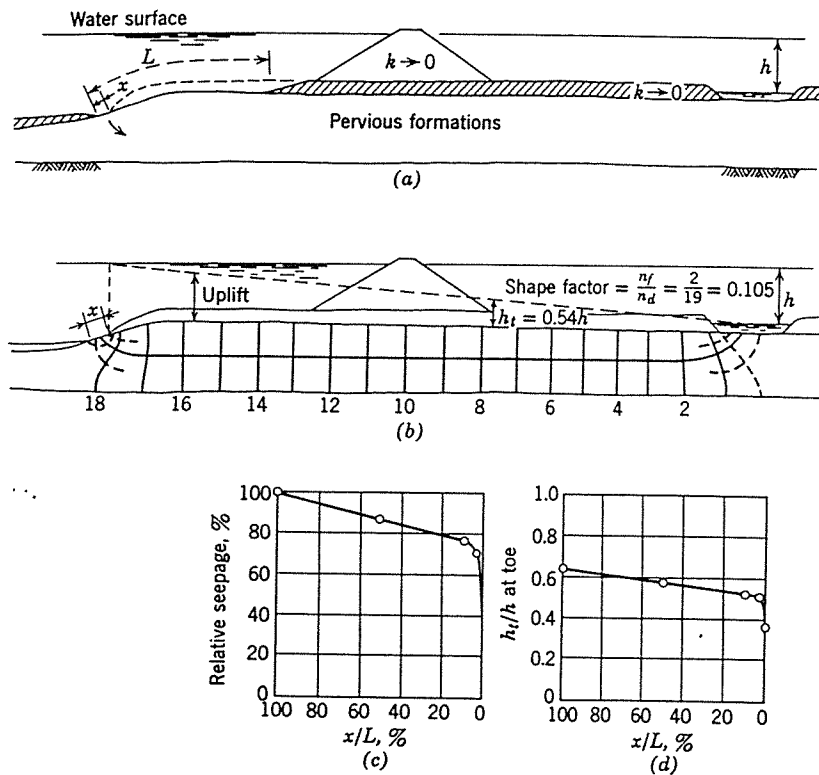 Water surface
L
x
k → 0
h
k → 0
Pervious formations
(a)
x
Uplift
Shape factor = n_f/n_d = 2/19 = 0.105
h
h_t = 0.54h
18 16 14 12 10 8 6 4 2
(b)
Relative seepage, %
100
80
60
40
20
0
100 80 60 40 20 0
x/L, %
(c)
h_t/h at toe
1.0
0.8
0.6
0.4
0.2
0
100 80 60 40 20 0
x/L, %
(d)